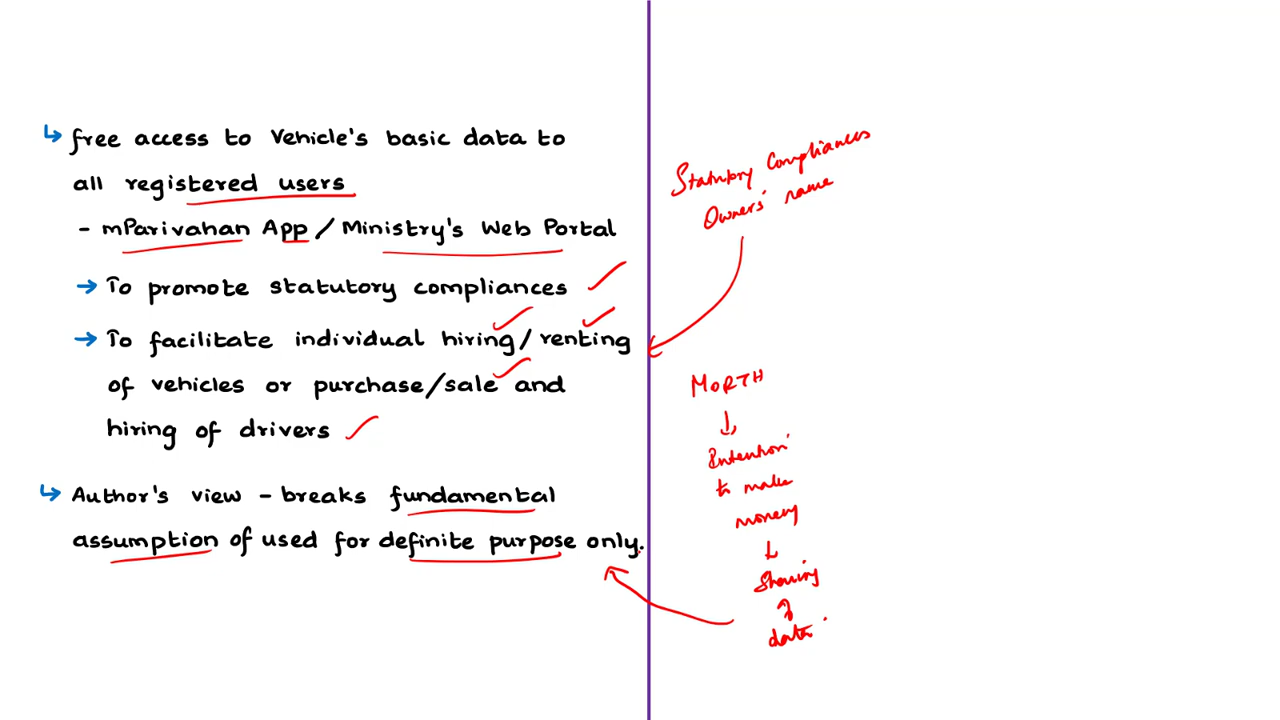 free access to Vehicle's basic data to
all registered users
- mParivahan App / Ministry's Web Portal
→ To promote statutory compliances
→ To facilitate individual hiring/renting
of vehicles or purchase/sale and
hiring of drivers
Author's view - breaks fundamental
assumption of used for definite purpose only.
Statutory Compliances
Owners' name
MORTH
Intention
to make
money
Sharing
of
data